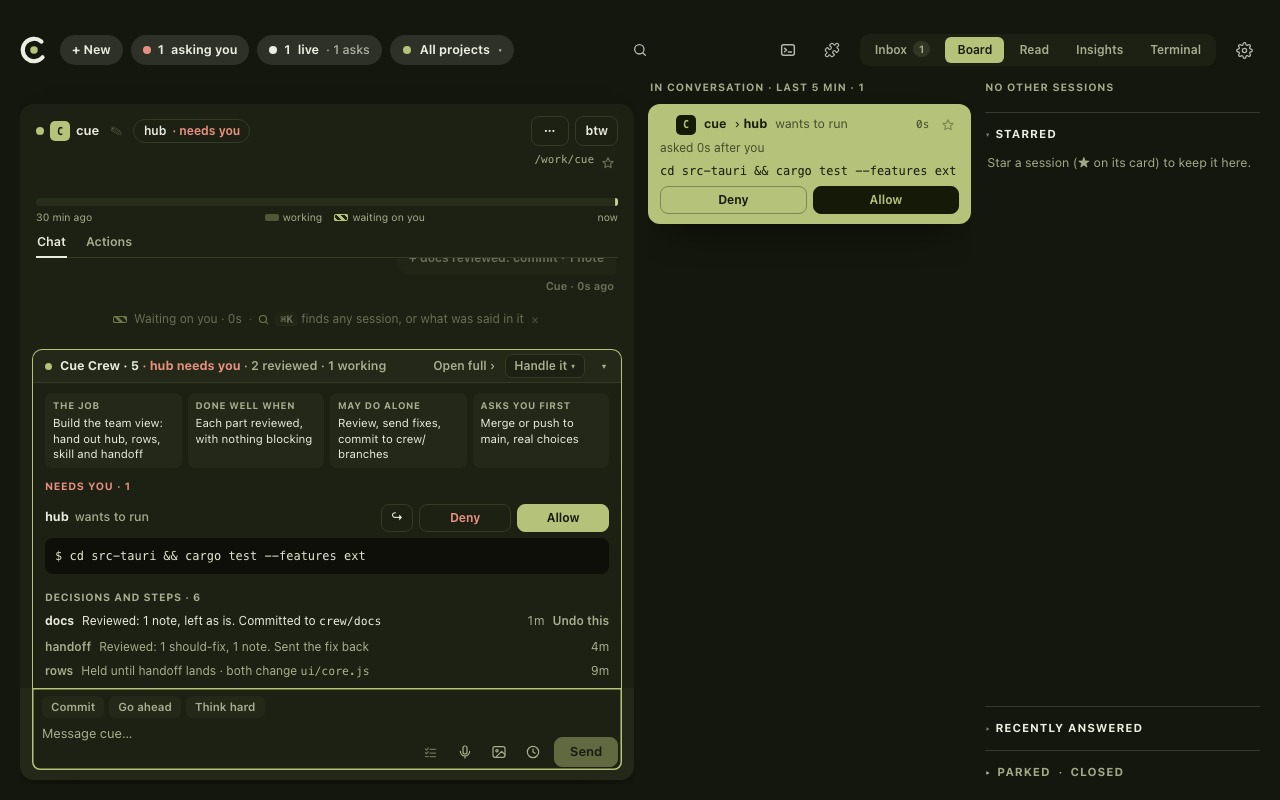 + New
1 asking you
1 live · 1 asks
All projects
Inbox 1
Board
Read
Insights
Terminal
C cue
hub · needs you
···
btw
/work/cue
30 min ago
working
waiting on you
now
Chat
Actions
+ docs reviewed: commit · 1 note
Cue · 0s ago
Waiting on you · 0s · ⌘K finds any session, or what was said in it ×
Cue Crew · 5 · hub needs you · 2 reviewed · 1 working
Open full ›
Handle it ▾
THE JOB
Build the team view:
hand out hub, rows,
skill and handoff
DONE WELL WHEN
Each part reviewed,
with nothing blocking
MAY DO ALONE
Review, send fixes,
commit to crew/
branches
ASKS YOU FIRST
Merge or push to
main, real choices
NEEDS YOU · 1
hub wants to run
Deny
Allow
$ cd src-tauri && cargo test --features ext
DECISIONS AND STEPS · 6
docs Reviewed: 1 note, left as is. Committed to crew/docs 1m Undo this
handoff Reviewed: 1 should-fix, 1 note. Sent the fix back 4m
rows Held until handoff lands · both change ui/core.js 9m
Commit
Go ahead
Think hard
Message cue…
Send
IN CONVERSATION · LAST 5 MIN · 1
C cue › hub wants to run 0s
asked 0s after you
cd src-tauri && cargo test --features ext
Deny
Allow
NO OTHER SESSIONS
STARRED
Star a session (★ on its card) to keep it here.
RECENTLY ANSWERED
PARKED · CLOSED